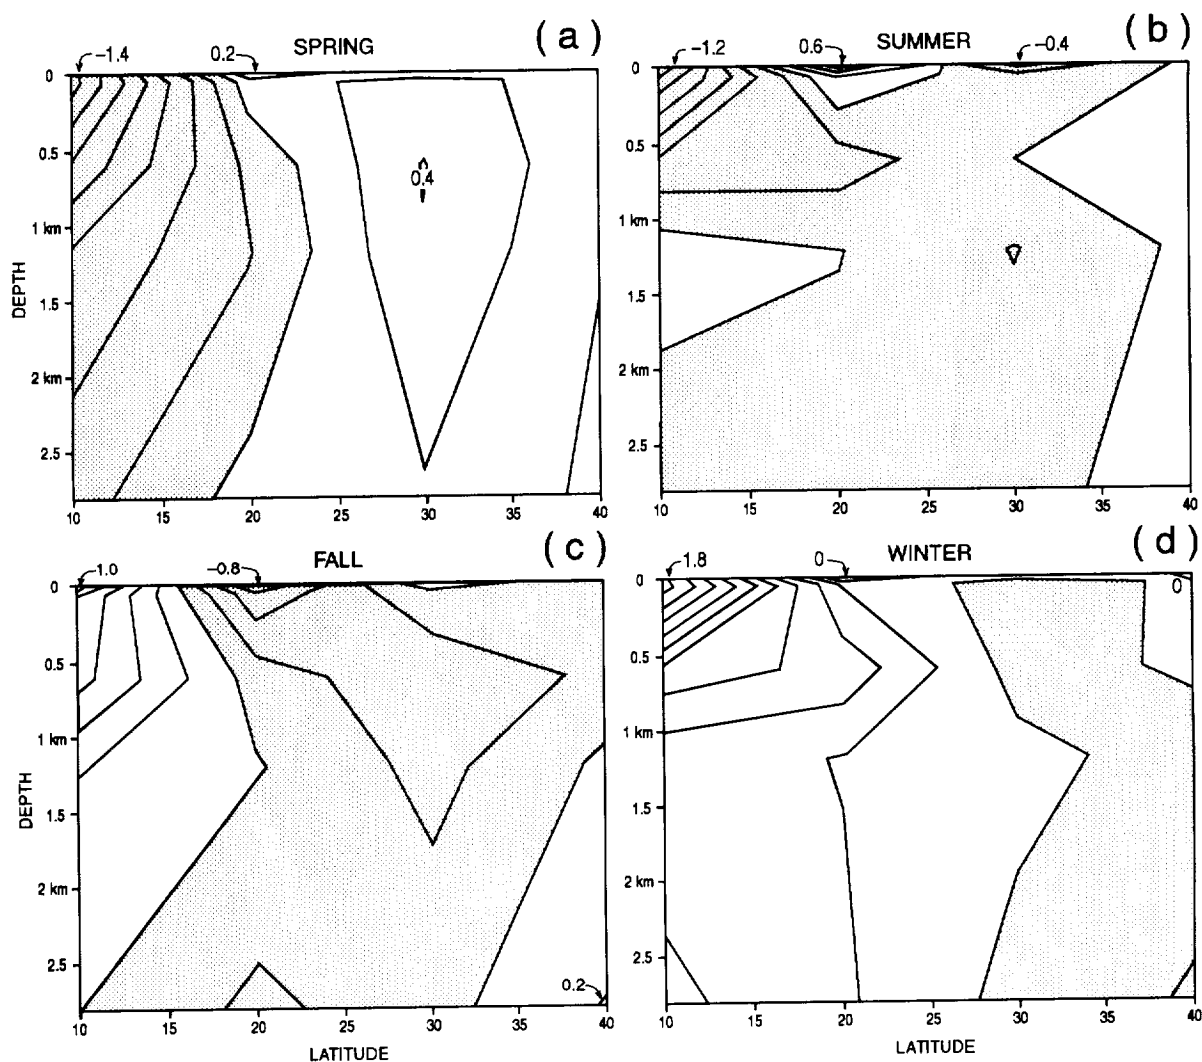 (a)
SPRING
−1.4
0.2
0
0.5
1 km
1.5
2 km
2.5
DEPTH
0.4
10 15 20 25 30 35 40
(b)
SUMMER
−1.2
0.6
−0.4
0
0.5
1 km
1.5
2 km
2.5
10 15 20 25 30 35 40
(c)
FALL
1.0
−0.8
0
0.5
1 km
1.5
2 km
2.5
DEPTH
0.2
10 15 20 25 30 35 40
LATITUDE
(d)
WINTER
1.8
0
0
0
0.5
1 km
1.5
2 km
2.5
10 15 20 25 30 35 40
LATITUDE